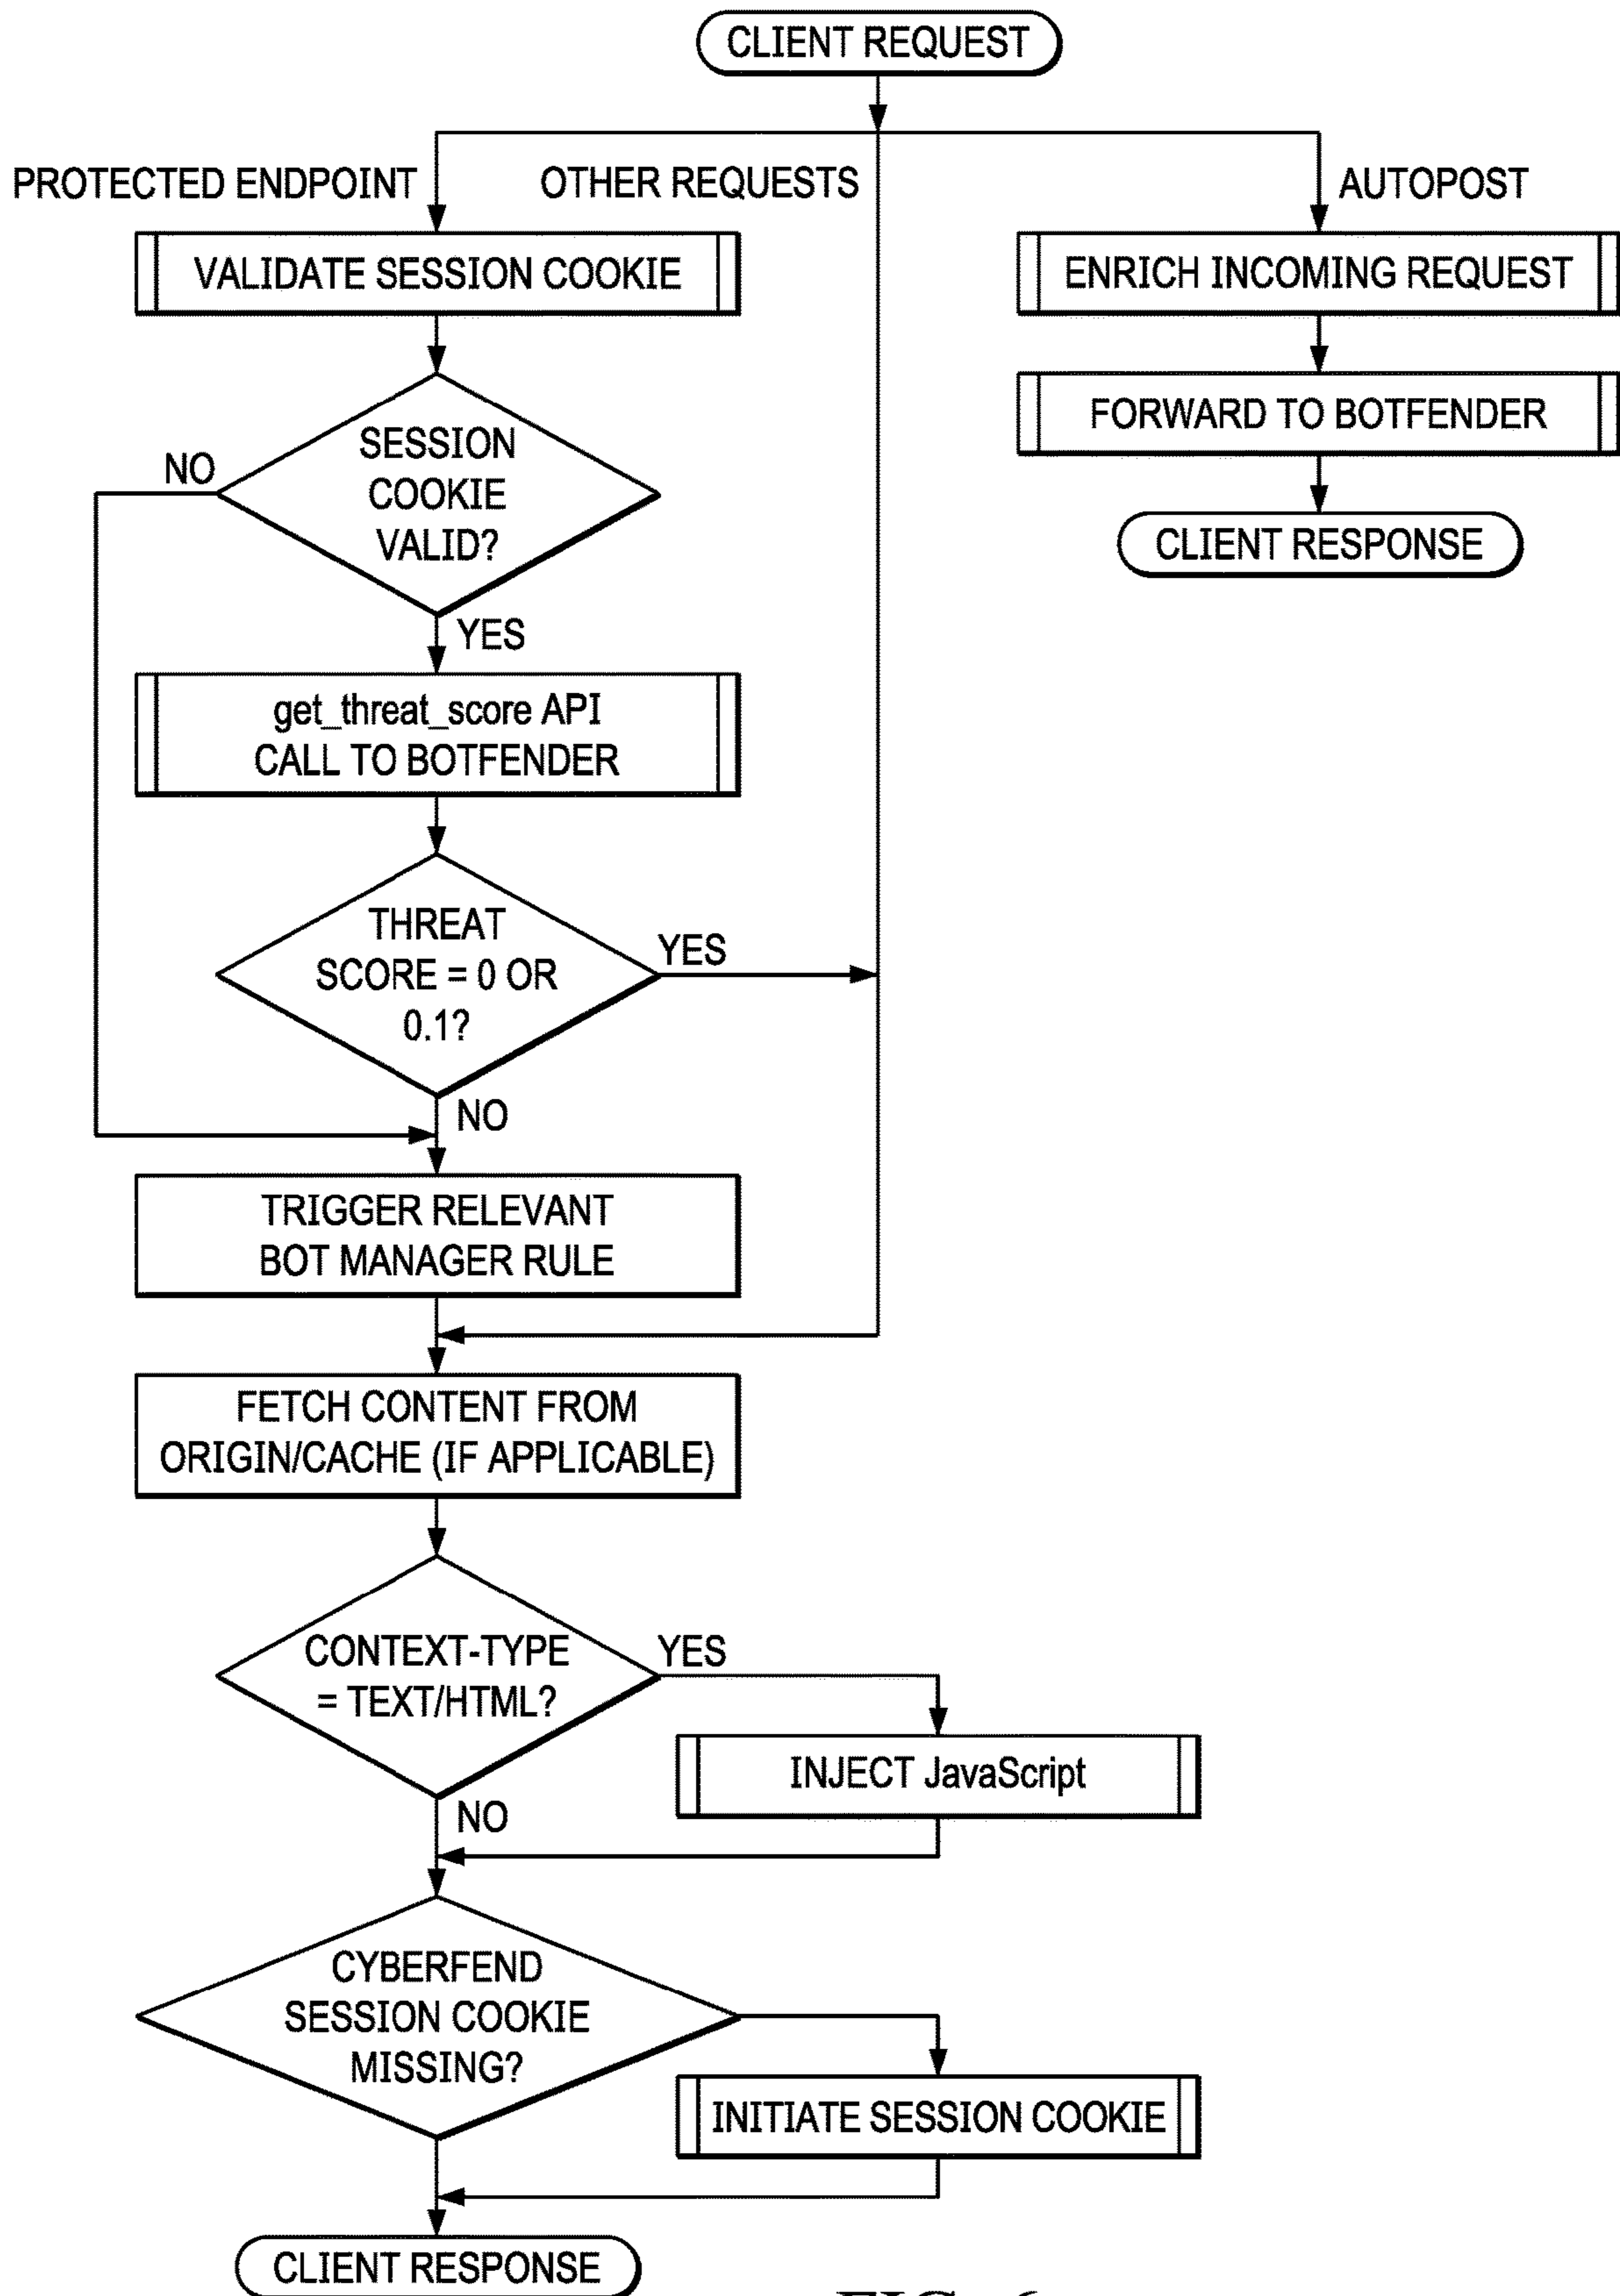 CLIENT REQUEST
PROTECTED ENDPOINT
OTHER REQUESTS
AUTOPOST
VALIDATE SESSION COOKIE
ENRICH INCOMING REQUEST
FORWARD TO BOTFENDER
CLIENT RESPONSE
NO
SESSION
COOKIE
VALID?
YES
get_threat_score API
CALL TO BOTFENDER
THREAT
SCORE = 0 OR
0.1?
YES
NO
TRIGGER RELEVANT
BOT MANAGER RULE
FETCH CONTENT FROM
ORIGIN/CACHE (IF APPLICABLE)
CONTEXT-TYPE
= TEXT/HTML?
YES
INJECT JavaScript
NO
CYBERFEND
SESSION COOKIE
MISSING?
INITIATE SESSION COOKIE
CLIENT RESPONSE